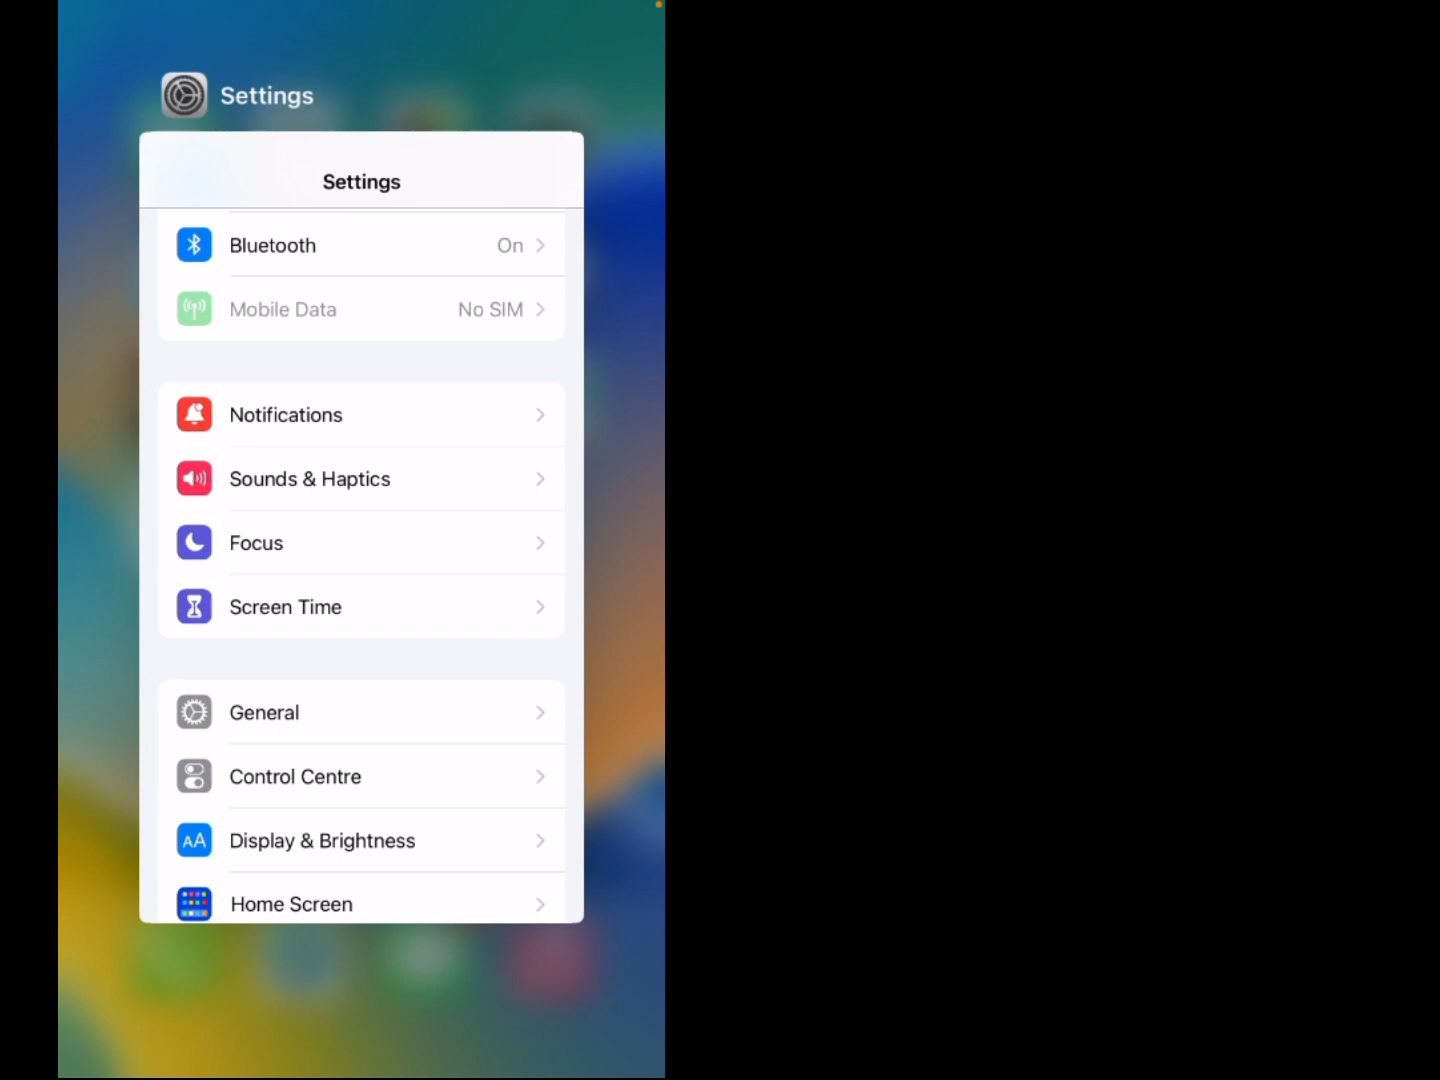 Settings
Settings
Bluetooth On
Mobile Data No SIM
Notifications
Sounds & Haptics
Focus
Screen Time
General
Control Centre
AA Display & Brightness
Home Screen